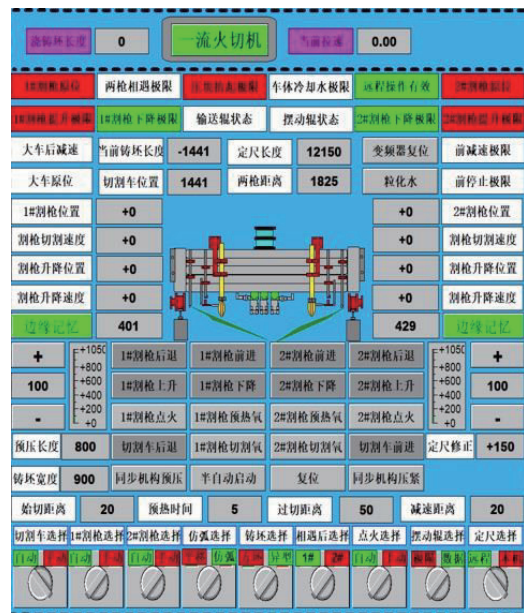 浇铸坯长度 0 一流火切机 当前拉速 0.00
1#割枪原位 两枪相遇极限 压紧抬起极限 车体冷却水极限 远程操作有效 2#割枪原位
1#割枪提升极限 1#割枪下降极限 输送辊状态 摆动辊状态 2#割枪下降极限 2#割枪提升极限
大车后减速 当前铸坯长度 -1441 定尺长度 12150 变频器复位 前减速极限
大车原位 切割车位置 1441 两枪距离 1825 粒化水 前停止极限
1#割枪位置 +0 +0 2#割枪位置
割枪切割速度 +0 +0 割枪切割速度
割枪升降位置 +0 +0 割枪升降位置
割枪升降速度 +0 +0 割枪升降速度
边缘记忆 401 429 边缘记忆
+ +1050 1#割枪后退 1#割枪前进 2#割枪前进 2#割枪后退 +1050 +
+800 +800
100 +600 1#割枪上升 1#割枪下降 2#割枪下降 2#割枪上升 +600 100
+400 +400
- +200 1#割枪点火 1#割枪预热氧 2#割枪预热氧 2#割枪点火 +200 -
+0 +0
预压长度 800 切割车后退 1#割枪切割氧 2#割枪切割氧 切割车前进 定尺修正 +150
铸坯宽度 900 同步机构预压 半自动启动 复位 同步机构压紧
始切距离 20 预热时间 5 过切距离 50 减速距离 20
切割车选择 1#割枪选择 2#割枪选择 仿弧选择 铸坯选择 相遇后选择 点火选择 摆动辊选择 定尺选择
自动 手动 自动 手动 自动 手动 仿弧 异型 1# 2# 自动 手动 极限 数据 远程 本机